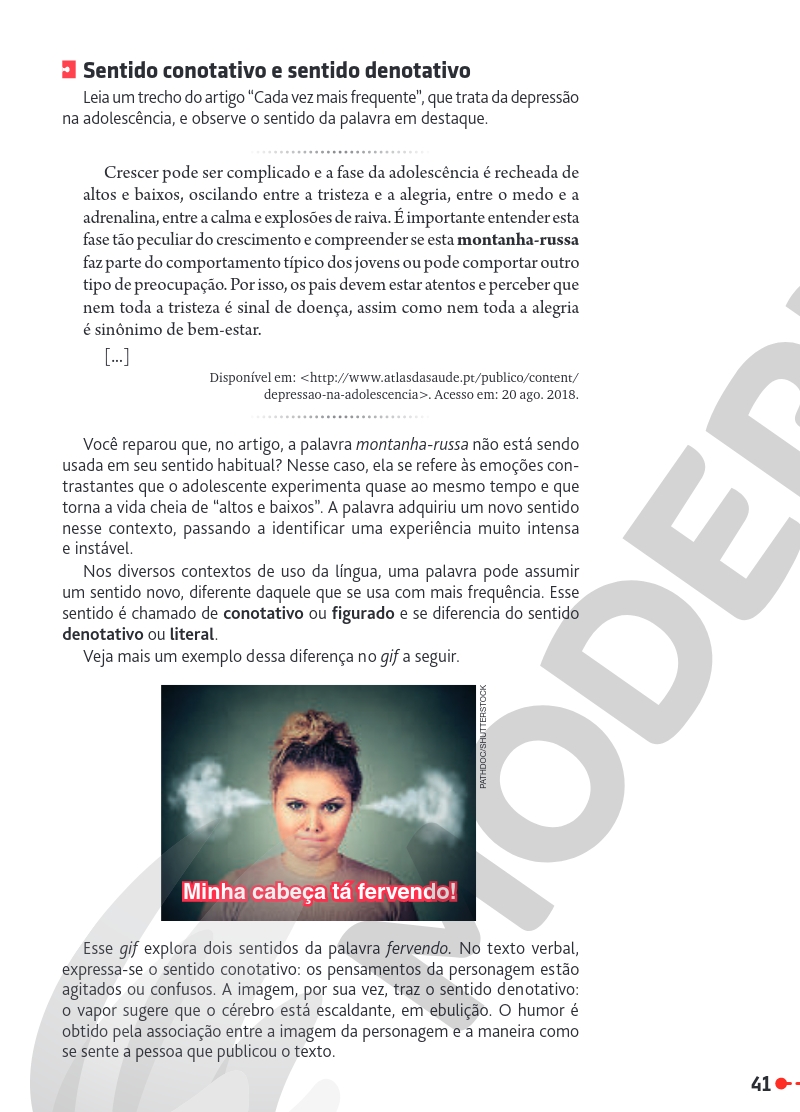 Sentido conotativo e sentido denotativo
Leia um trecho do artigo “Cada vez mais frequente”, que trata da depressão
na adolescência, e observe o sentido da palavra em destaque.
Crescer pode ser complicado e a fase da adolescência é recheada de
altos e baixos, oscilando entre a tristeza e a alegria, entre o medo e a
adrenalina, entre a calma e explosões de raiva. É importante entender esta
fase tão peculiar do crescimento e compreender se esta montanha-russa
faz parte do comportamento típico dos jovens ou pode comportar outro
tipo de preocupação. Por isso, os pais devem estar atentos e perceber que
nem toda a tristeza é sinal de doença, assim como nem toda a alegria
é sinônimo de bem-estar.
[...]
Disponível em: <http://www.atlasdasaude.pt/publico/content/
depressao-na-adolescencia>. Acesso em: 20 ago. 2018.
Você reparou que, no artigo, a palavra montanha-russa não está sendo
usada em seu sentido habitual? Nesse caso, ela se refere às emoções con-
trastantes que o adolescente experimenta quase ao mesmo tempo e que
torna a vida cheia de “altos e baixos”. A palavra adquiriu um novo sentido
nesse contexto, passando a identificar uma experiência muito intensa
e instável.
Nos diversos contextos de uso da língua, uma palavra pode assumir
um sentido novo, diferente daquele que se usa com mais frequência. Esse
sentido é chamado de conotativo ou figurado e se diferencia do sentido
denotativo ou literal.
Veja mais um exemplo dessa diferença no gif a seguir.
PATHDOC/SHUTTERSTOCK
Minha cabeça tá fervendo!
Esse gif explora dois sentidos da palavra fervendo. No texto verbal,
expressa-se o sentido conotativo: os pensamentos da personagem estão
agitados ou confusos. A imagem, por sua vez, traz o sentido denotativo:
o vapor sugere que o cérebro está escaldante, em ebulição. O humor é
obtido pela associação entre a imagem da personagem e a maneira como
se sente a pessoa que publicou o texto.
41